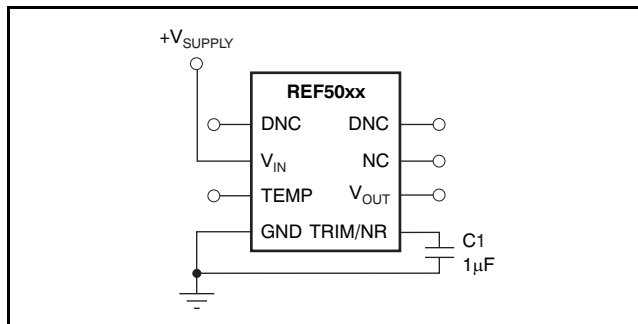 +V_SUPPLY
REF50xx
DNC DNC
V_IN NC
TEMP V_OUT
GND TRIM/NR
C1
1μF